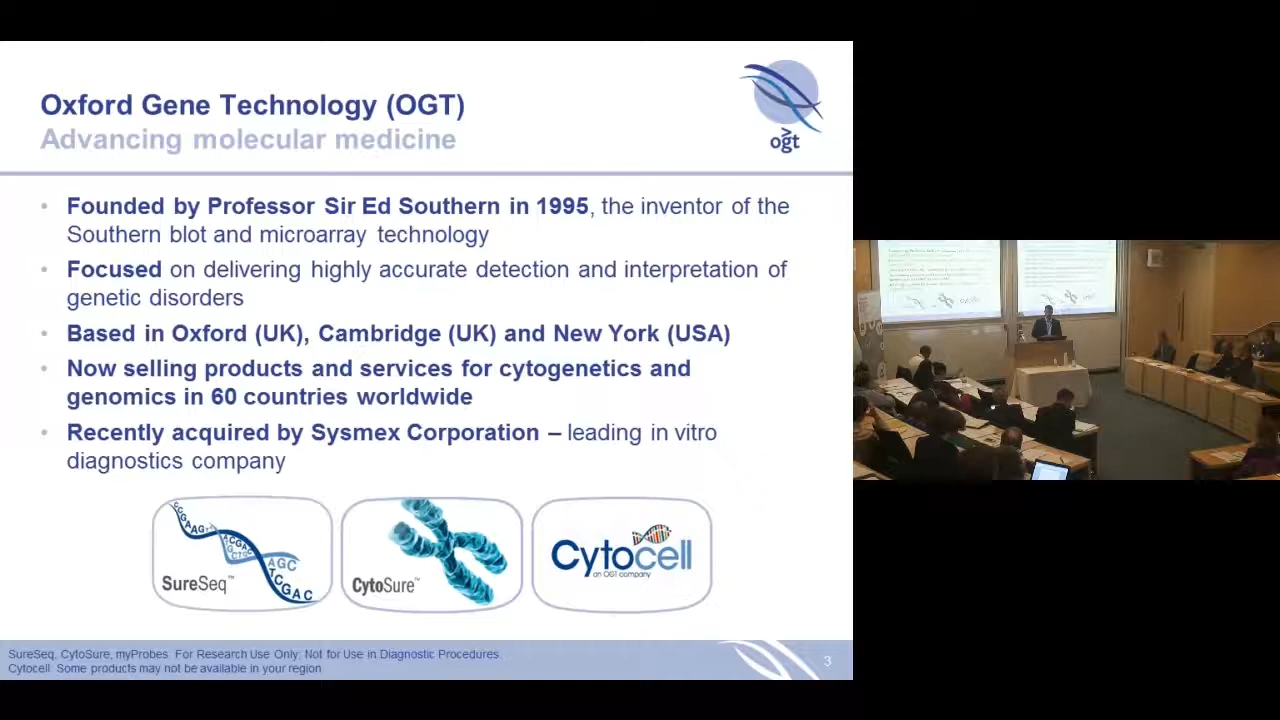 Oxford Gene Technology (OGT)
Advancing molecular medicine
ogt
• Founded by Professor Sir Ed Southern in 1995, the inventor of the
Southern blot and microarray technology
• Focused on delivering highly accurate detection and interpretation of
genetic disorders
• Based in Oxford (UK), Cambridge (UK) and New York (USA)
• Now selling products and services for cytogenetics and
genomics in 60 countries worldwide
• Recently acquired by Sysmex Corporation – leading in vitro
diagnostics company
SureSeq™
CytoSure™
Cytocell
an OGT company
SureSeq, CytoSure, myProbes: For Research Use Only; Not for Use in Diagnostic Procedures.
Cytocell: Some products may not be available in your region
3